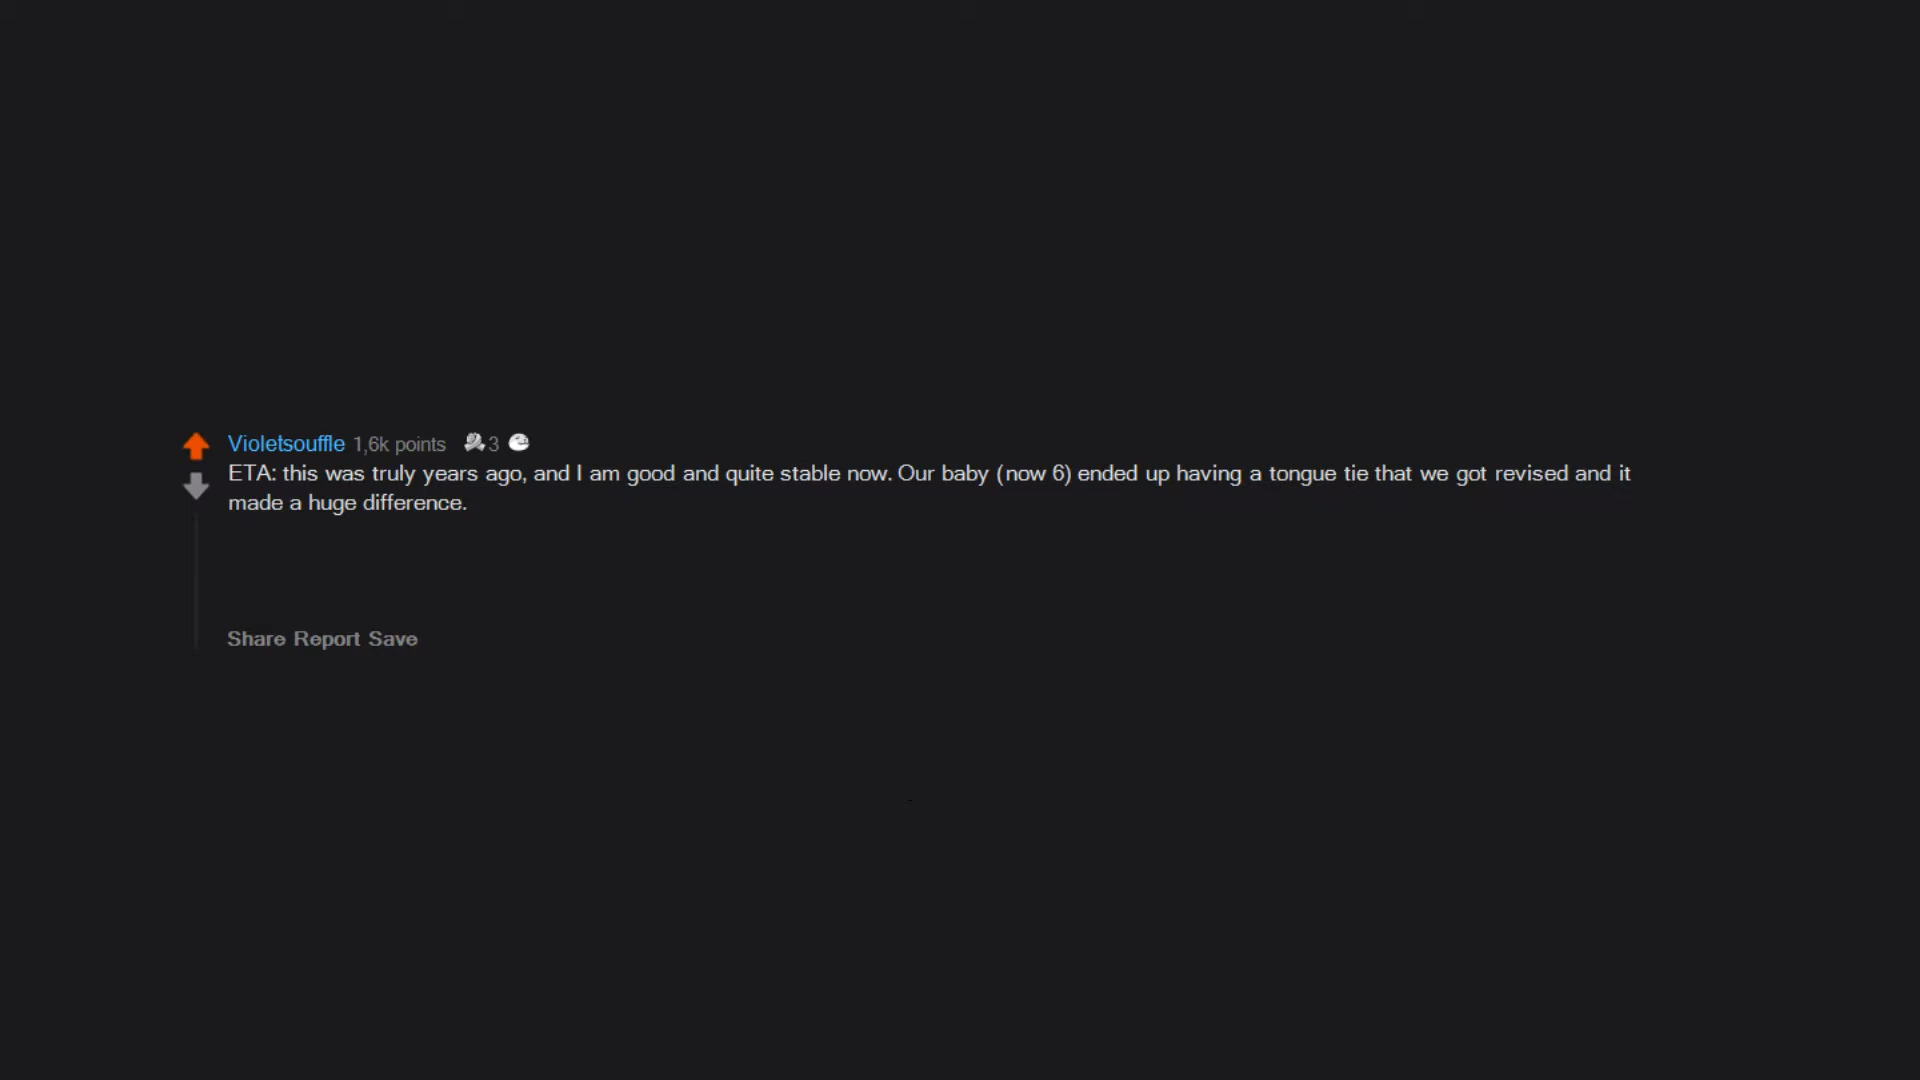 Violetsouffle 1,6k points 3
ETA: this was truly years ago, and I am good and quite stable now. Our baby (now 6) ended up having a tongue tie that we got revised and it
made a huge difference.
Share Report Save